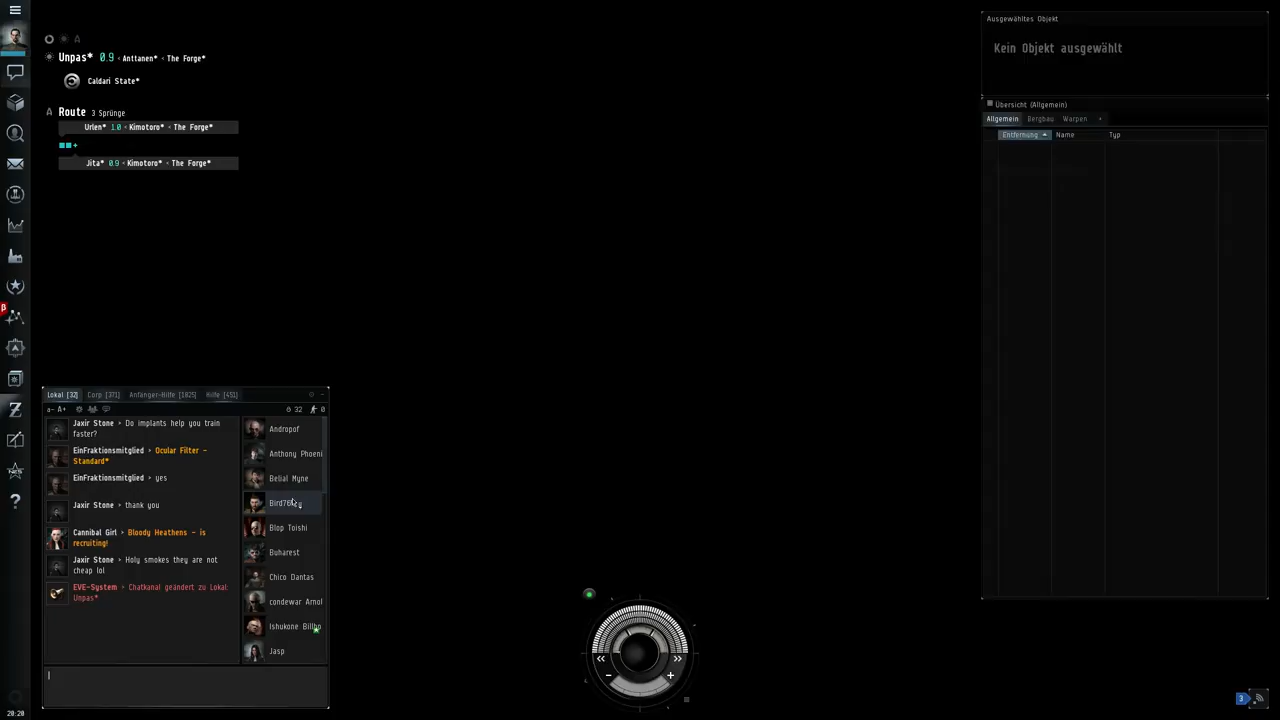 Unpas* 0.9 < Anttanen* < The Forge*
Caldari State*
Route 3 Sprünge
Urlen* 1.0 < Kimotoro* < The Forge*
Jita* 0.9 < Kimotoro* < The Forge*
Ausgewähltes Objekt
Kein Objekt ausgewählt
Übersicht (Allgemein)
Allgemein Bergbau Warpen +
Entfernung Name Typ
Lokal [32] Corp [371] Anfänger-Hilfe [1825] Hilfe [451]
a- A+ 32 0
Jaxir Stone > Do implants help you train
faster?
EinFraktionsmitglied > Ocular Filter -
Standard*
EinFraktionsmitglied > yes
Jaxir Stone > thank you
Cannibal Girl > Bloody Heathens - is
recruiting!
Jaxir Stone > Holy smokes they are not
cheap lol
EVE-System > Chatkanal geändert zu Lokal:
Unpas*
Andropof
Anthony Phoeni
Belial Myne
Blop Toishi
Buharest
Chico Dantas
condewar Arnol
Ishukone Billbo
Jasp
20:20
3